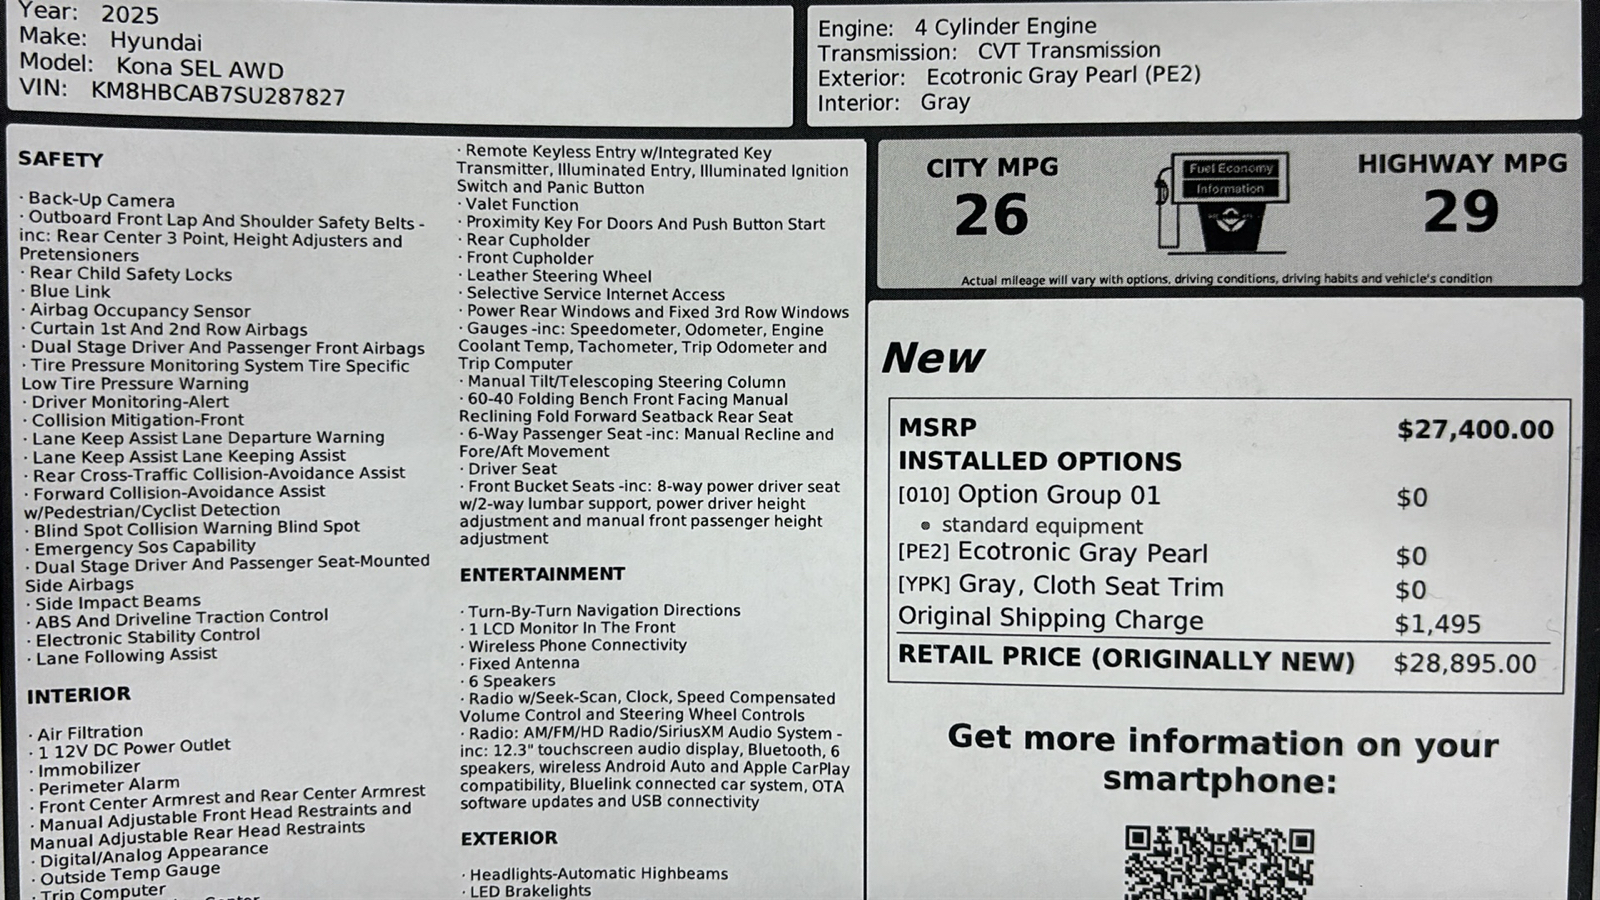 Year: 2025
Make: Hyundai
Model: Kona SEL AWD
VIN: KM8HBCAB7SU287827
Engine: 4 Cylinder Engine
Transmission: CVT Transmission
Exterior: Ecotronic Gray Pearl (PE2)
Interior: Gray
SAFETY
· Back-Up Camera
· Outboard Front Lap And Shoulder Safety Belts -
inc: Rear Center 3 Point, Height Adjusters and
Pretensioners
· Rear Child Safety Locks
· Blue Link
· Airbag Occupancy Sensor
· Curtain 1st And 2nd Row Airbags
· Dual Stage Driver And Passenger Front Airbags
· Tire Pressure Monitoring System Tire Specific
Low Tire Pressure Warning
· Driver Monitoring-Alert
· Collision Mitigation-Front
· Lane Keep Assist Lane Departure Warning
· Lane Keep Assist Lane Keeping Assist
· Rear Cross-Traffic Collision-Avoidance Assist
· Forward Collision-Avoidance Assist
w/Pedestrian/Cyclist Detection
· Blind Spot Collision Warning Blind Spot
· Emergency Sos Capability
· Dual Stage Driver And Passenger Seat-Mounted
Side Airbags
· Side Impact Beams
· ABS And Driveline Traction Control
· Electronic Stability Control
· Lane Following Assist
INTERIOR
· Air Filtration
· 1 12V DC Power Outlet
· Immobilizer
· Perimeter Alarm
· Front Center Armrest and Rear Center Armrest
· Manual Adjustable Front Head Restraints and
Manual Adjustable Rear Head Restraints
· Digital/Analog Appearance
· Outside Temp Gauge
· Trip Computer
· Remote Keyless Entry w/Integrated Key
Transmitter, Illuminated Entry, Illuminated Ignition
Switch and Panic Button
· Valet Function
· Proximity Key For Doors And Push Button Start
· Rear Cupholder
· Front Cupholder
· Leather Steering Wheel
· Selective Service Internet Access
· Power Rear Windows and Fixed 3rd Row Windows
· Gauges -inc: Speedometer, Odometer, Engine
Coolant Temp, Tachometer, Trip Odometer and
Trip Computer
· Manual Tilt/Telescoping Steering Column
· 60-40 Folding Bench Front Facing Manual
Reclining Fold Forward Seatback Rear Seat
· 6-Way Passenger Seat -inc: Manual Recline and
Fore/Aft Movement
· Driver Seat
· Front Bucket Seats -inc: 8-way power driver seat
w/2-way lumbar support, power driver height
adjustment and manual front passenger height
adjustment
ENTERTAINMENT
· Turn-By-Turn Navigation Directions
· 1 LCD Monitor In The Front
· Wireless Phone Connectivity
· Fixed Antenna
· 6 Speakers
· Radio w/Seek-Scan, Clock, Speed Compensated
Volume Control and Steering Wheel Controls
· Radio: AM/FM/HD Radio/SiriusXM Audio System -
inc: 12.3" touchscreen audio display, Bluetooth, 6
speakers, wireless Android Auto and Apple CarPlay
compatibility, Bluelink connected car system, OTA
software updates and USB connectivity
EXTERIOR
· Headlights-Automatic Highbeams
· LED Brakelights
CITY MPG
26
Fuel Economy
Information
HIGHWAY MPG
29
Actual mileage will vary with options, driving conditions, driving habits and vehicle's condition
New
MSRP $27,400.00
INSTALLED OPTIONS
[010] Option Group 01 $0
• standard equipment
[PE2] Ecotronic Gray Pearl $0
[YPK] Gray, Cloth Seat Trim $0
Original Shipping Charge $1,495
RETAIL PRICE (ORIGINALLY NEW) $28,895.00
Get more information on your
smartphone: